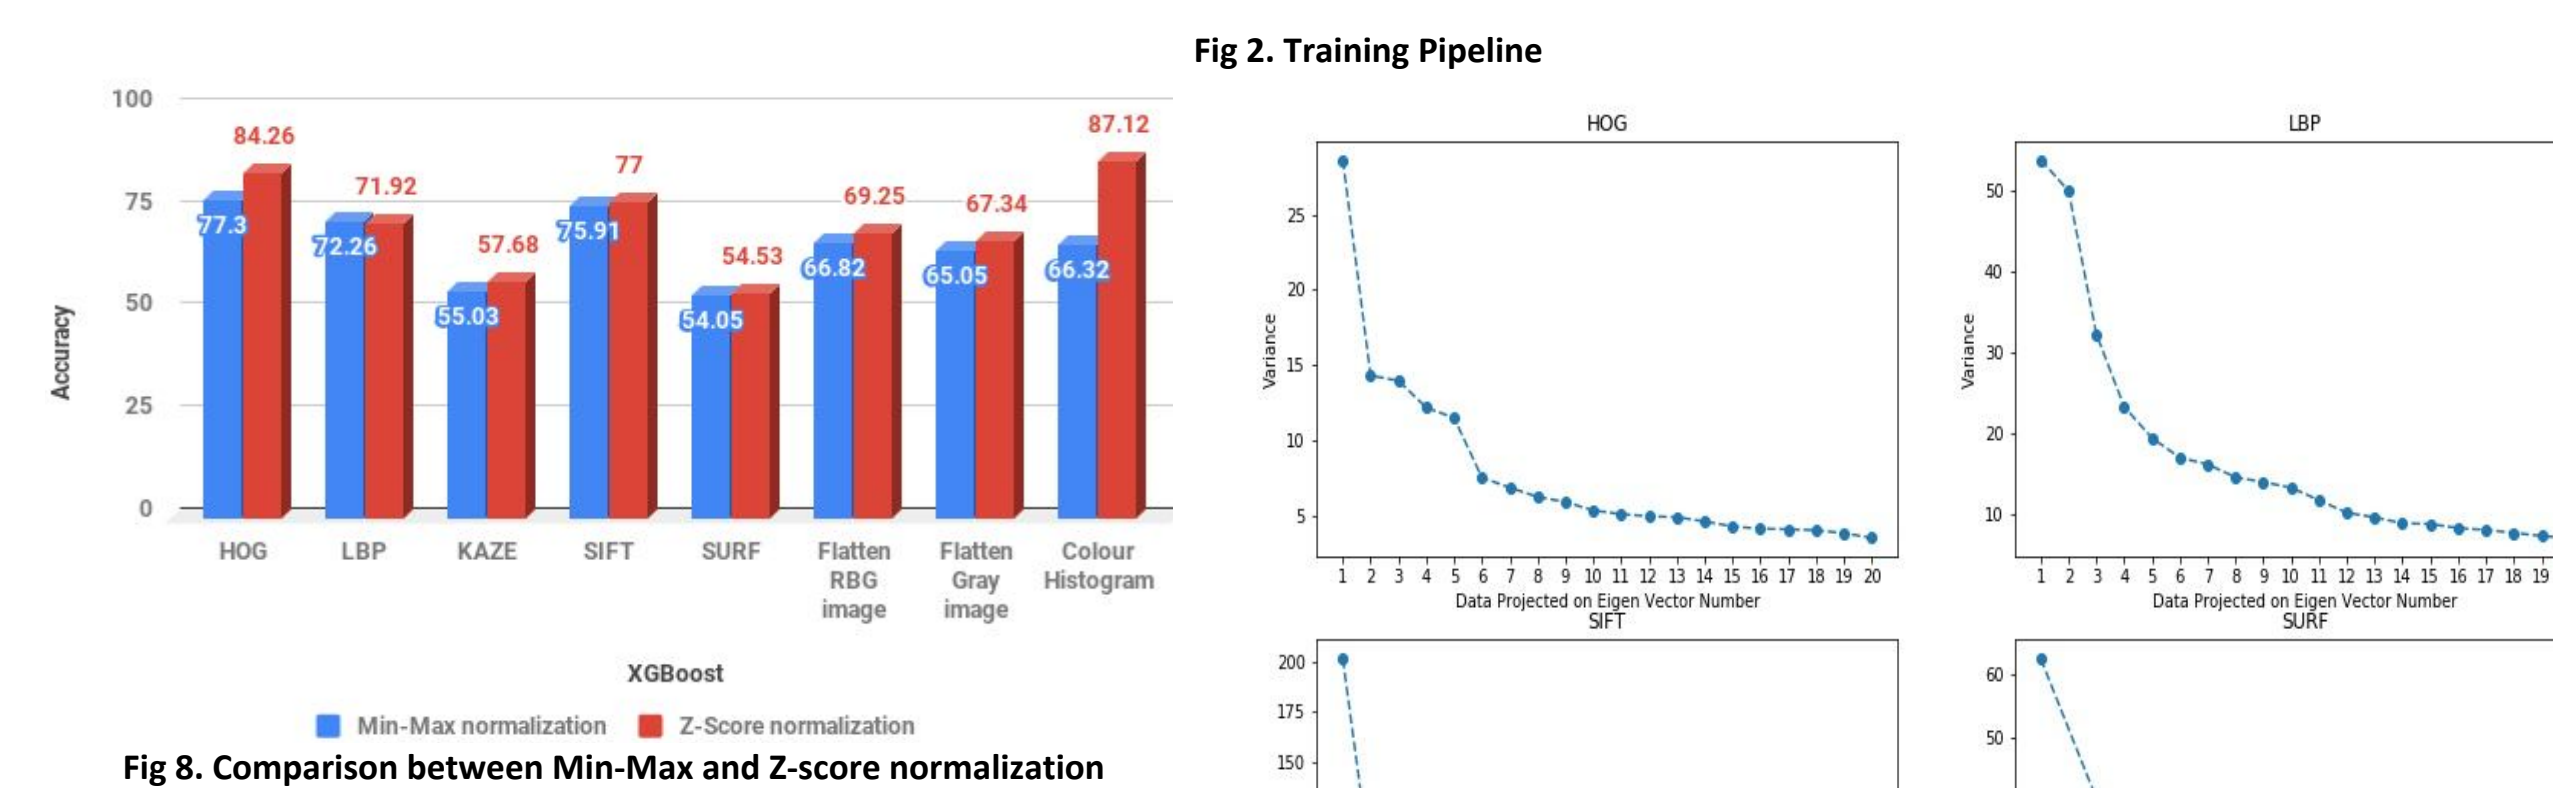 100
75
50
25
0
Accuracy
84.26
77.3
71.92
72.26
57.68
55.03
77
75.91
54.53
54.05
69.25
66.82
67.34
65.05
87.12
66.32
HOG
LBP
KAZE
SIFT
SURF
Flatten
RBG
image
Flatten
Gray
image
Colour
Histogram
XGBoost
Min-Max normalization
Z-Score normalization
Fig 8. Comparison between Min-Max and Z-score normalization
Fig 2. Training Pipeline
HOG
25
20
15
10
5
Variance
1 2 3 4 5 6 7 8 9 10 11 12 13 14 15 16 17 18 19 20
Data Projected on Eigen Vector Number
LBP
50
40
30
20
10
Variance
1 2 3 4 5 6 7 8 9 10 11 12 13 14 15 16 17 18 19
Data Projected on Eigen Vector Number
SIFT
200
175
150
SURF
60
50